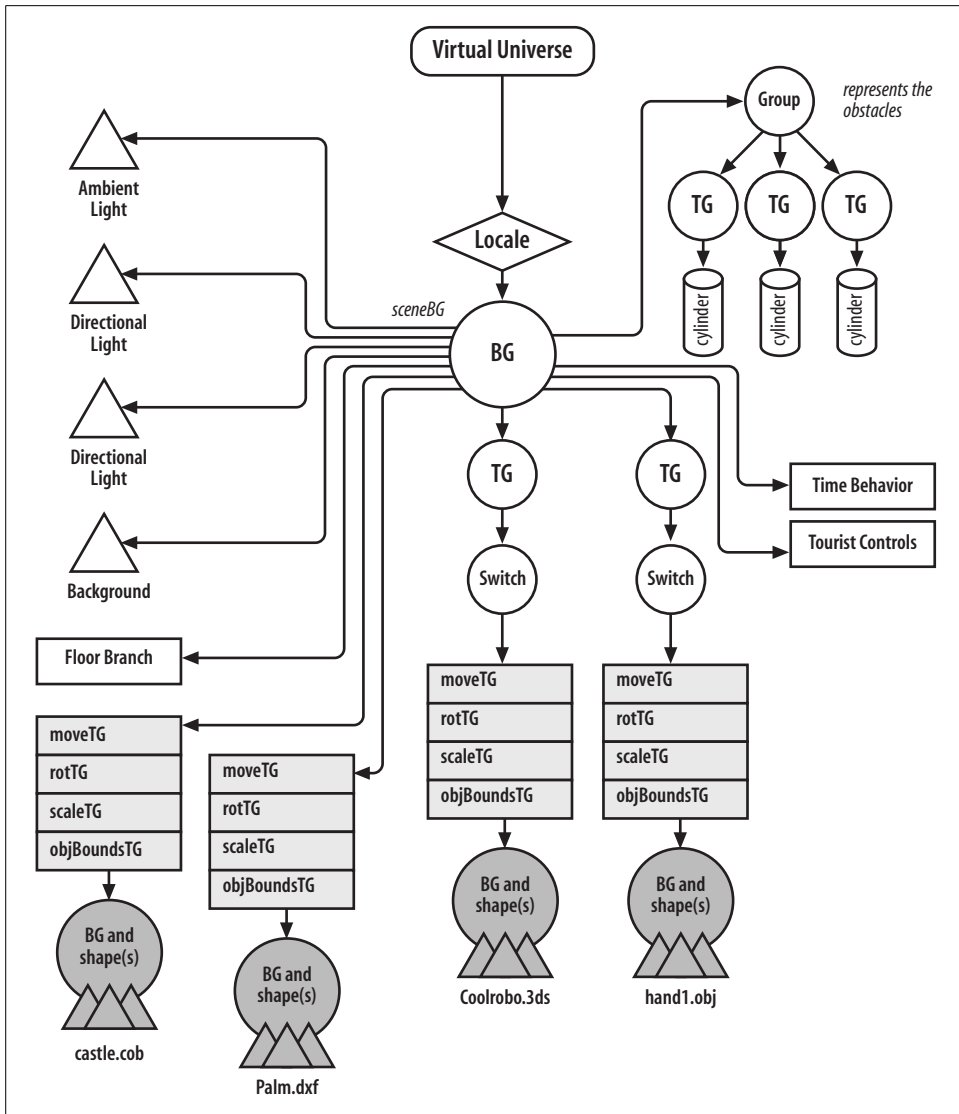 Virtual Universe
Group
represents the
obstacles
Ambient
Light
TG
TG
TG
Locale
cylinder
cylinder
cylinder
sceneBG
Directional
Light
BG
Directional
Light
TG
TG
Time Behavior
Tourist Controls
Background
Switch
Switch
Floor Branch
moveTG
rotTG
scaleTG
objBoundsTG
moveTG
rotTG
scaleTG
objBoundsTG
moveTG
rotTG
scaleTG
objBoundsTG
moveTG
rotTG
scaleTG
objBoundsTG
BG and
shape(s)
castle.cob
BG and
shape(s)
Palm.dxf
BG and
shape(s)
Coolrobo.3ds
BG and
shape(s)
hand1.obj